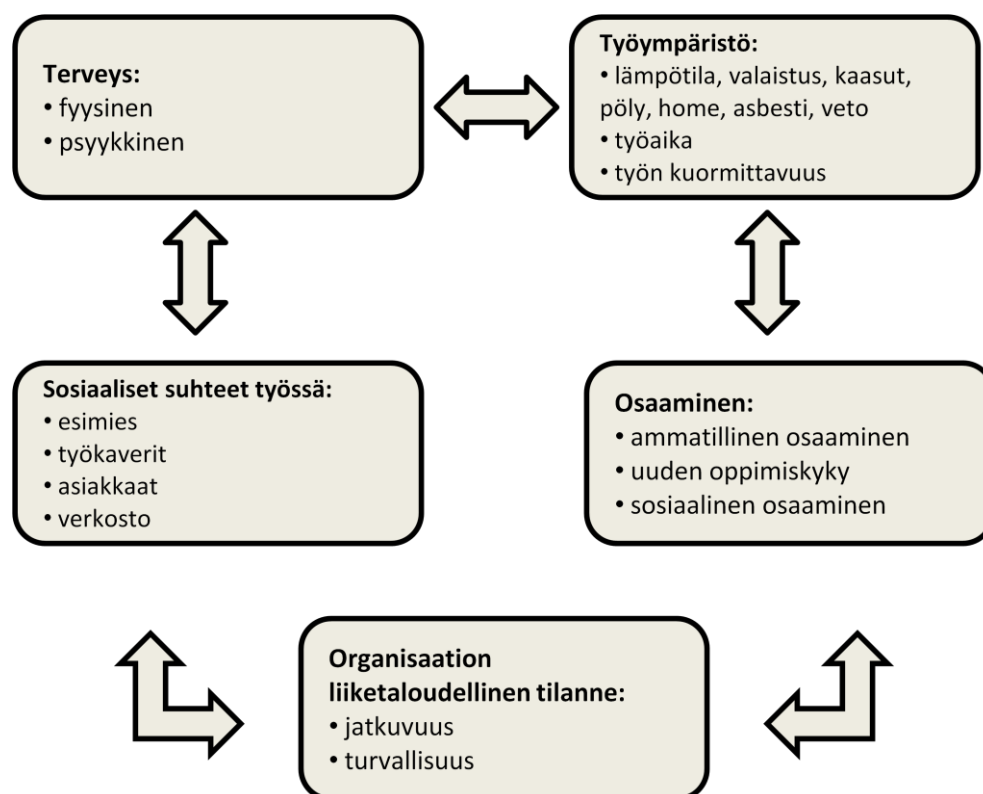 Terveys:
• fyysinen
• psyykkinen
Työympäristö:
• lämpötila, valaistus, kaasut,
pöly, home, asbesti, veto
• työaika
• työn kuormittavuus
Sosiaaliset suhteet työssä:
• esimies
• työkaverit
• asiakkaat
• verkosto
Osaaminen:
• ammatillinen osaaminen
• uuden oppimiskyky
• sosiaalinen osaaminen
Organisaation
liiketaloudellinen tilanne:
• jatkuvuus
• turvallisuus